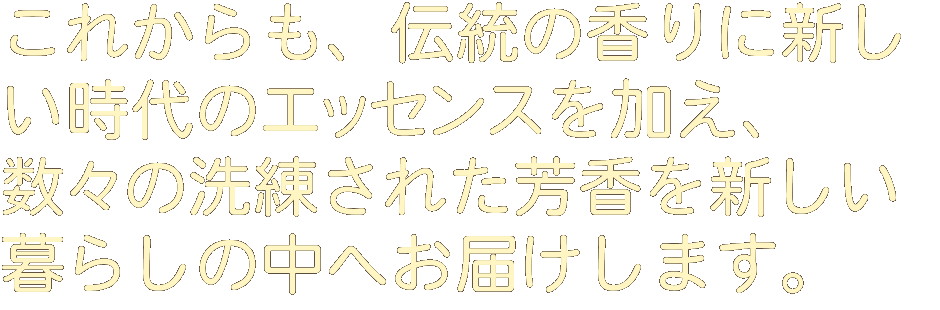 これからも、伝統の香りに新し
い時代のエッセンスを加え、
数々の洗練された芳香を新しい
暮らしの中へお届けします。